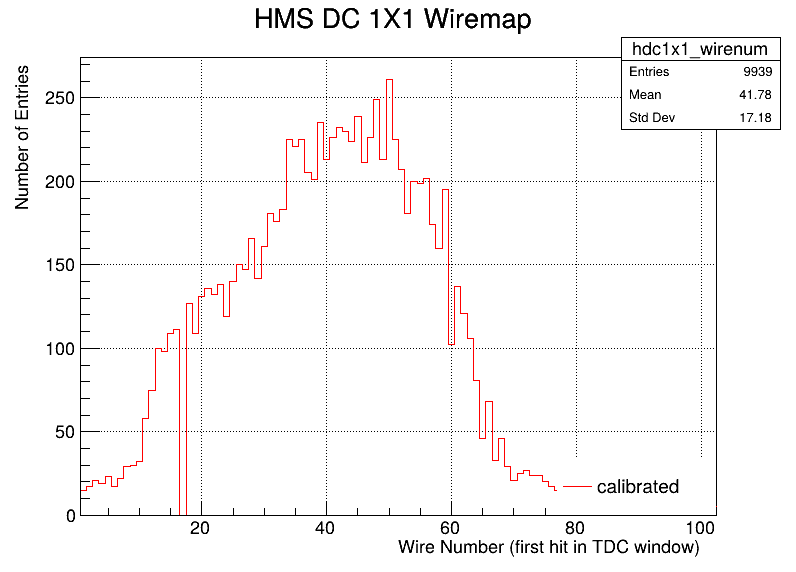 HMS DC 1X1 Wiremap
hdc1x1_wirenum
Entries 9939
Mean 41.78
Std Dev 17.18
Number of Entries
250
200
150
100
50
0
20 40 60 80 100
calibrated
Wire Number (first hit in TDC window)